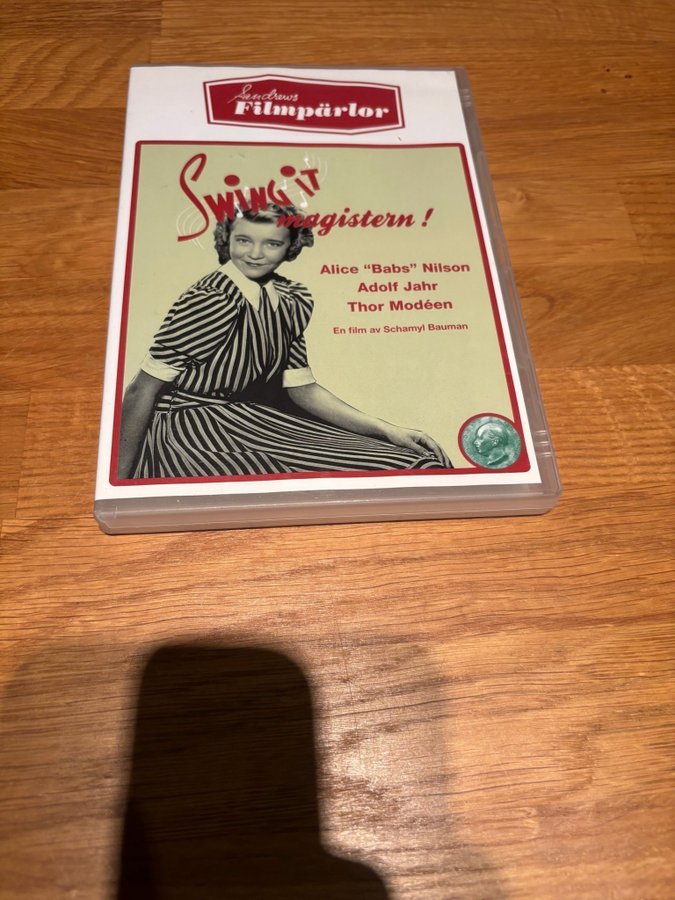 Sandrews
Filmpärlor
Swing it
magistern!
Alice "Babs" Nilson
Adolf Jahr
Thor Modéen
En film av Schamyl Bauman